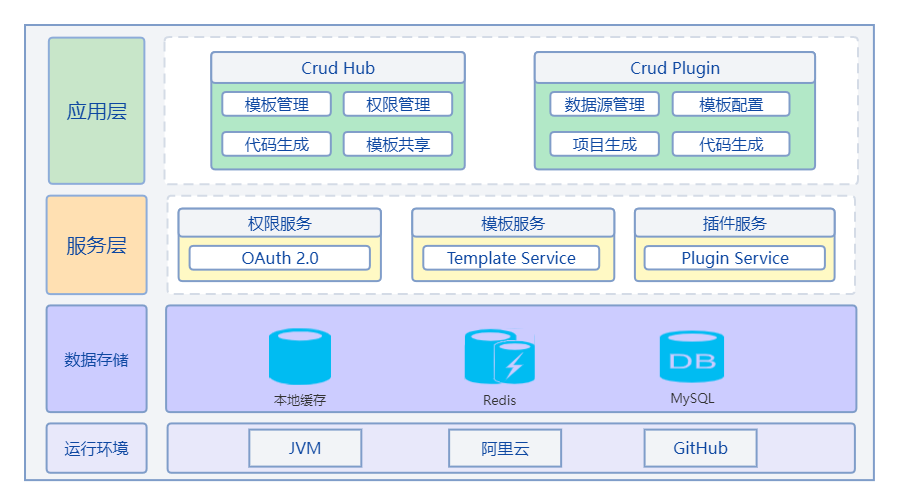 应用层
Crud Hub
模板管理
权限管理
代码生成
模板共享
Crud Plugin
数据源管理
模板配置
项目生成
代码生成
服务层
权限服务
OAuth 2.0
模板服务
Template Service
插件服务
Plugin Service
数据存储
本地缓存
Redis
DB
MySQL
运行环境
JVM
阿里云
GitHub